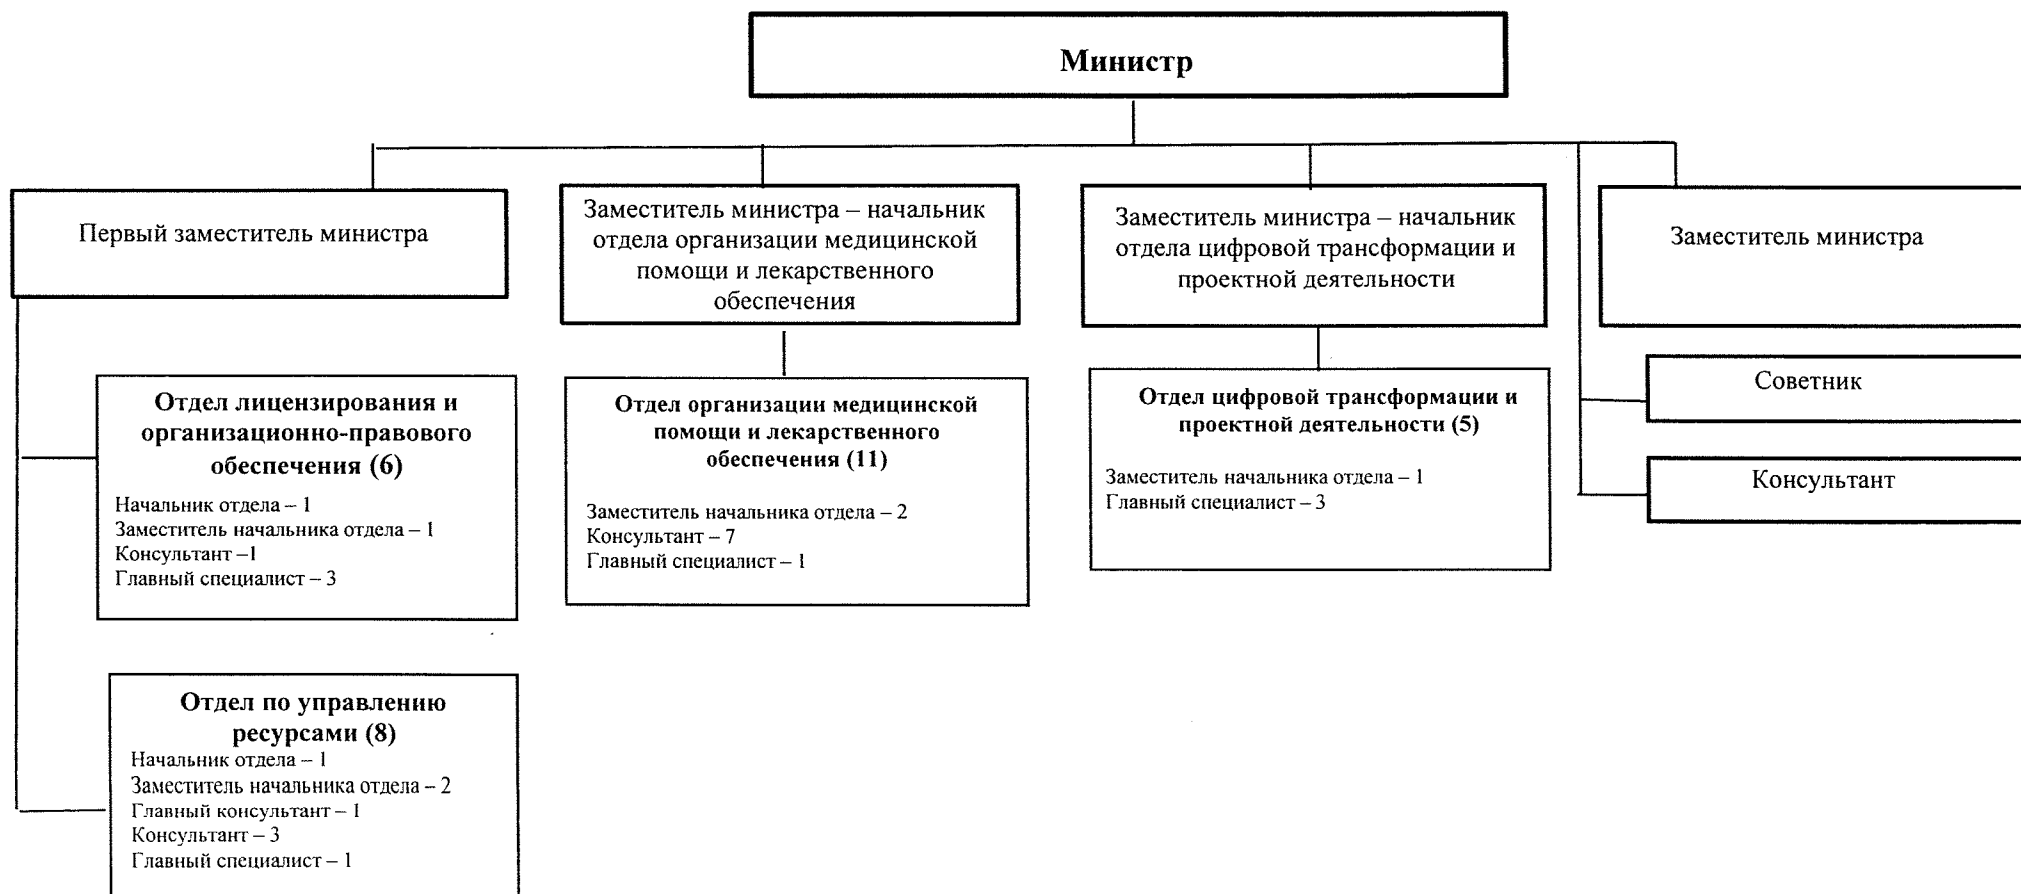 Министр
Первый заместитель министра
Заместитель министра – начальник
отдела организации медицинской
помощи и лекарственного
обеспечения
Заместитель министра – начальник
отдела цифровой трансформации и
проектной деятельности
Заместитель министра
Советник
Консультант
Отдел лицензирования и
организационно-правового
обеспечения (6)
Начальник отдела – 1
Заместитель начальника отдела – 1
Консультант –1
Главный специалист – 3
Отдел организации медицинской
помощи и лекарственного
обеспечения (11)
Заместитель начальника отдела – 2
Консультант – 7
Главный специалист – 1
Отдел цифровой трансформации и
проектной деятельности (5)
Заместитель начальника отдела – 1
Главный специалист – 3
Отдел по управлению
ресурсами (8)
Начальник отдела – 1
Заместитель начальника отдела – 2
Главный консультант – 1
Консультант – 3
Главный специалист – 1